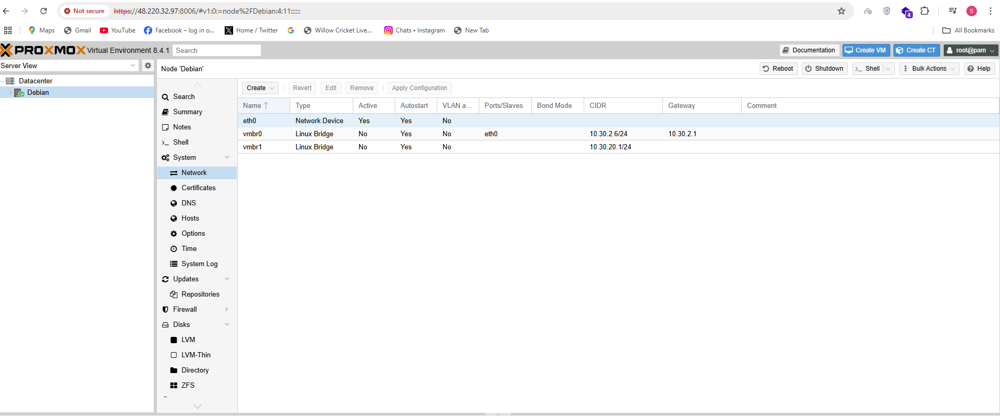 Not secure https://48.220.32.97:8006/#v1:0:=node%2FDebian:4:11::::::
S
4
Maps Gmail YouTube Facebook – log in o... Home / Twitter Willow Cricket Live... Chats • Instagram New Tab All Bookmarks
PROXMOX Virtual Environment 8.4.1 Search Documentation Create VM Create CT root@pam
Server View
Node 'Debian' Reboot Shutdown Shell Bulk Actions Help
Datacenter
Debian
Search
Summary
Notes
Shell
System
Network
Certificates
DNS
Hosts
Options
Time
System Log
Updates
Repositories
Firewall
Disks
LVM
LVM-Thin
Directory
ZFS
Create Revert Edit Remove Apply Configuration
Name Type Active Autostart VLAN a... Ports/Slaves Bond Mode CIDR Gateway Comment
eth0 Network Device Yes Yes No
vmbr0 Linux Bridge No Yes No eth0 10.30.2.6/24 10.30.2.1
vmbr1 Linux Bridge No Yes No 10.30.20.1/24